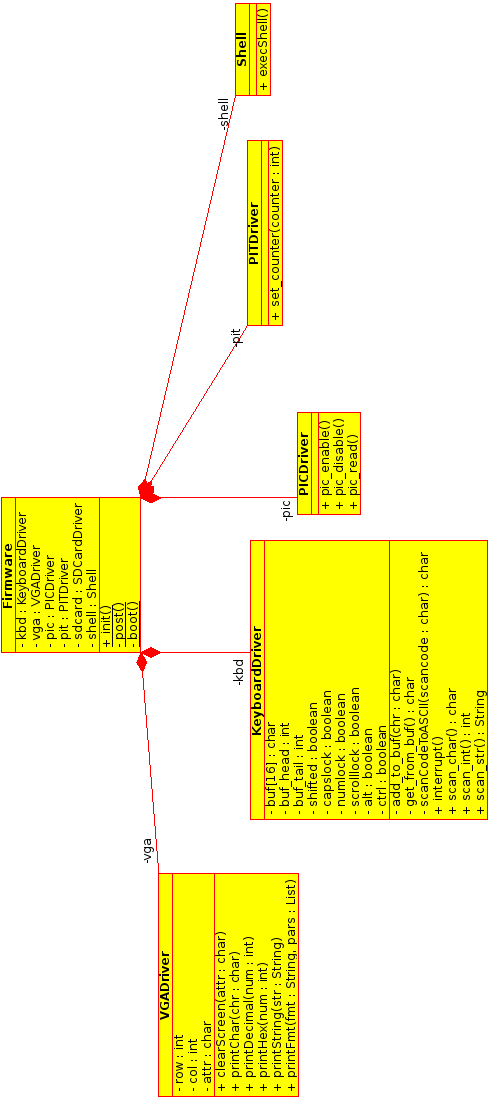 Firmware
- kbd : KeyboardDriver
- vga : VGADriver
- pic : PICDriver
- pit : PITDriver
- sdcard : SDCardDriver
- shell : Shell
+ init()
- post()
- boot()
-vga
-kbd
-pic
-pit
-shell
VGADriver
- row : int
- col : int
- attr : char
+ clearScreen(attr : char)
+ printChar(chr : char)
+ printDecimal(num : int)
+ printHex(num : int)
+ printString(str : String)
+ printFmt(fmt : String, pars : List)
KeyboardDriver
- buf[16] : char
- buf_head : int
- buf_tail : int
- shifted : boolean
- capslock : boolean
- numlock : boolean
- scrolllock : boolean
- alt : boolean
- ctrl : boolean
- add_to_buf(chr : char)
- get_from_buf() : char
- scanCodeToASCII(scancode : char) : char
+ interrupt()
+ scan_char() : char
+ scan_int() : int
+ scan_str() : String
PICDriver
+ pic_enable()
+ pic_disable()
+ pic_read()
PITDriver
+ set_counter(counter : int)
Shell
+ execShell()